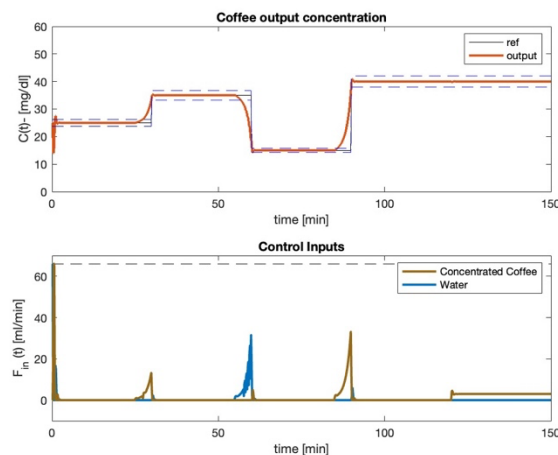 Coffee output concentration
60
50
40
30
20
10
0
C(t)- [mg/dl]
ref
output
0
50
100
150
time [min]
Control Inputs
60
40
20
0
F_in (t) [ml/min]
Concentrated Coffee
Water
0
50
100
150
time [min]